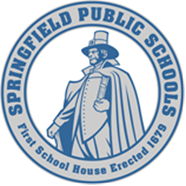 SPRINGFIELD PUBLIC SCHOOLS
First School House Erected 1679